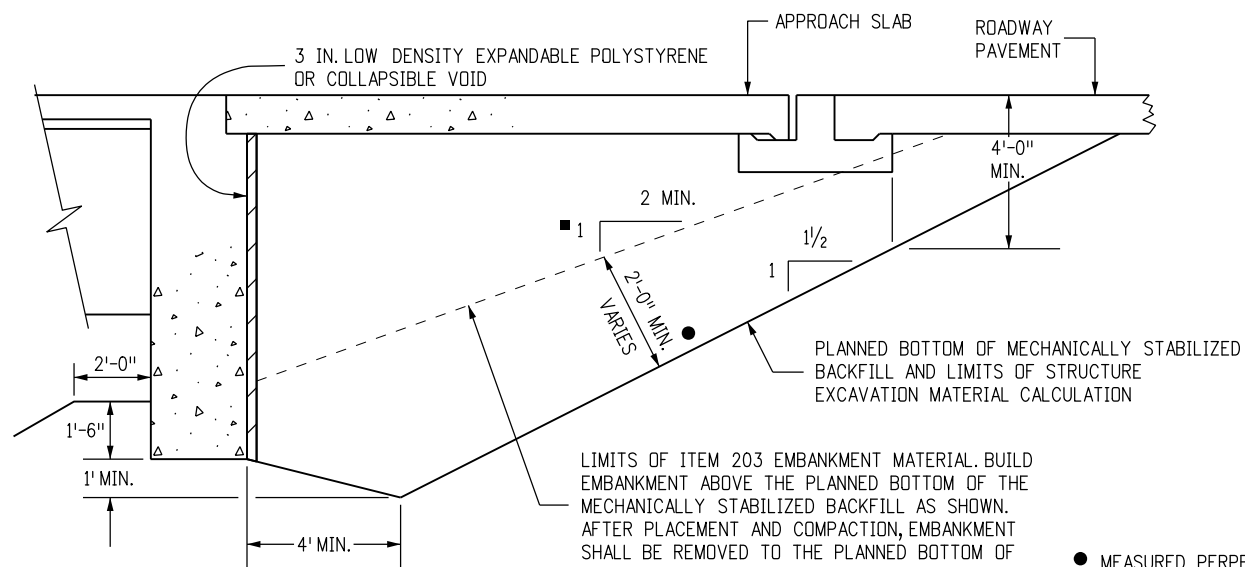 APPROACH SLAB
ROADWAY
PAVEMENT
3 IN. LOW DENSITY EXPANDABLE POLYSTYRENE
OR COLLAPSIBLE VOID
4'-0"
MIN.
2 MIN.
■ 1
1 1/2
1
2'-0" MIN.
VARIES
●
PLANNED BOTTOM OF MECHANICALLY STABILIZED
BACKFILL AND LIMITS OF STRUCTURE
EXCAVATION MATERIAL CALCULATION
2'-0"
1'-6"
1' MIN.
4' MIN.
LIMITS OF ITEM 203 EMBANKMENT MATERIAL. BUILD
EMBANKMENT ABOVE THE PLANNED BOTTOM OF THE
MECHANICALLY STABILIZED BACKFILL AS SHOWN.
AFTER PLACEMENT AND COMPACTION, EMBANKMENT
SHALL BE REMOVED TO THE PLANNED BOTTOM OF
● MEASURED PERPE